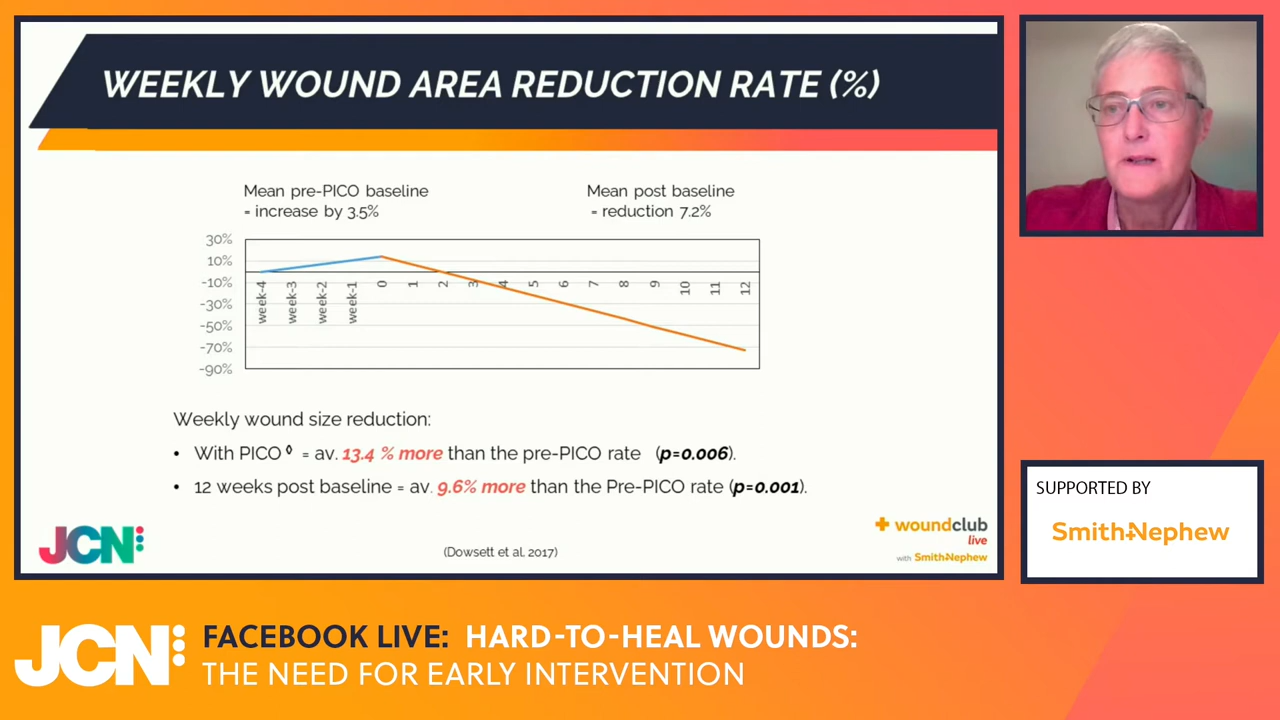 WEEKLY WOUND AREA REDUCTION RATE (%)
Mean pre-PICO baseline
= increase by 3.5%
Mean post baseline
= reduction 7.2%
30%
10%
-10%
-30%
-50%
-70%
-90%
week-4
week-3
week-2
week-1
0
1
2
3
4
5
6
7
8
9
10
11
12
Weekly wound size reduction:
• With PICO ◊ = av. 13.4 % more than the pre-PICO rate (p=0.006).
• 12 weeks post baseline = av. 9.6% more than the Pre-PICO rate (p=0.001).
JCN
(Dowsett et al, 2017)
woundclub
live
with Smith+Nephew
SUPPORTED BY
Smith+Nephew
JCN
FACEBOOK LIVE: HARD-TO-HEAL WOUNDS:
THE NEED FOR EARLY INTERVENTION